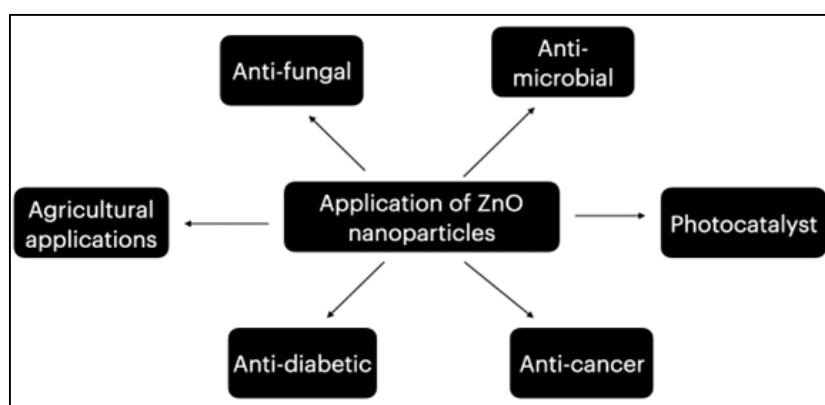 Anti-fungal
Anti-
microbial
Agricultural
applications
Application of ZnO
nanoparticles
Photocatalyst
Anti-diabetic
Anti-cancer